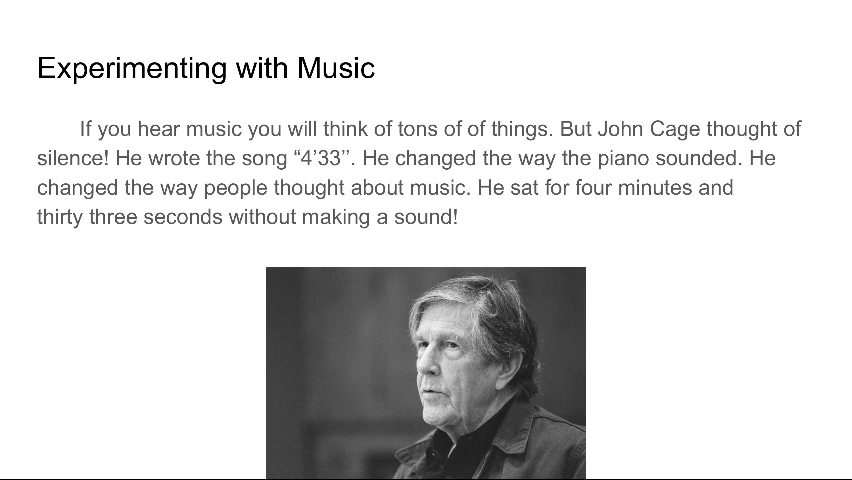 Experimenting with Music
If you hear music you will think of tons of of things. But John Cage thought of
silence! He wrote the song “4’33’’. He changed the way the piano sounded. He
changed the way people thought about music. He sat for four minutes and
thirty three seconds without making a sound!